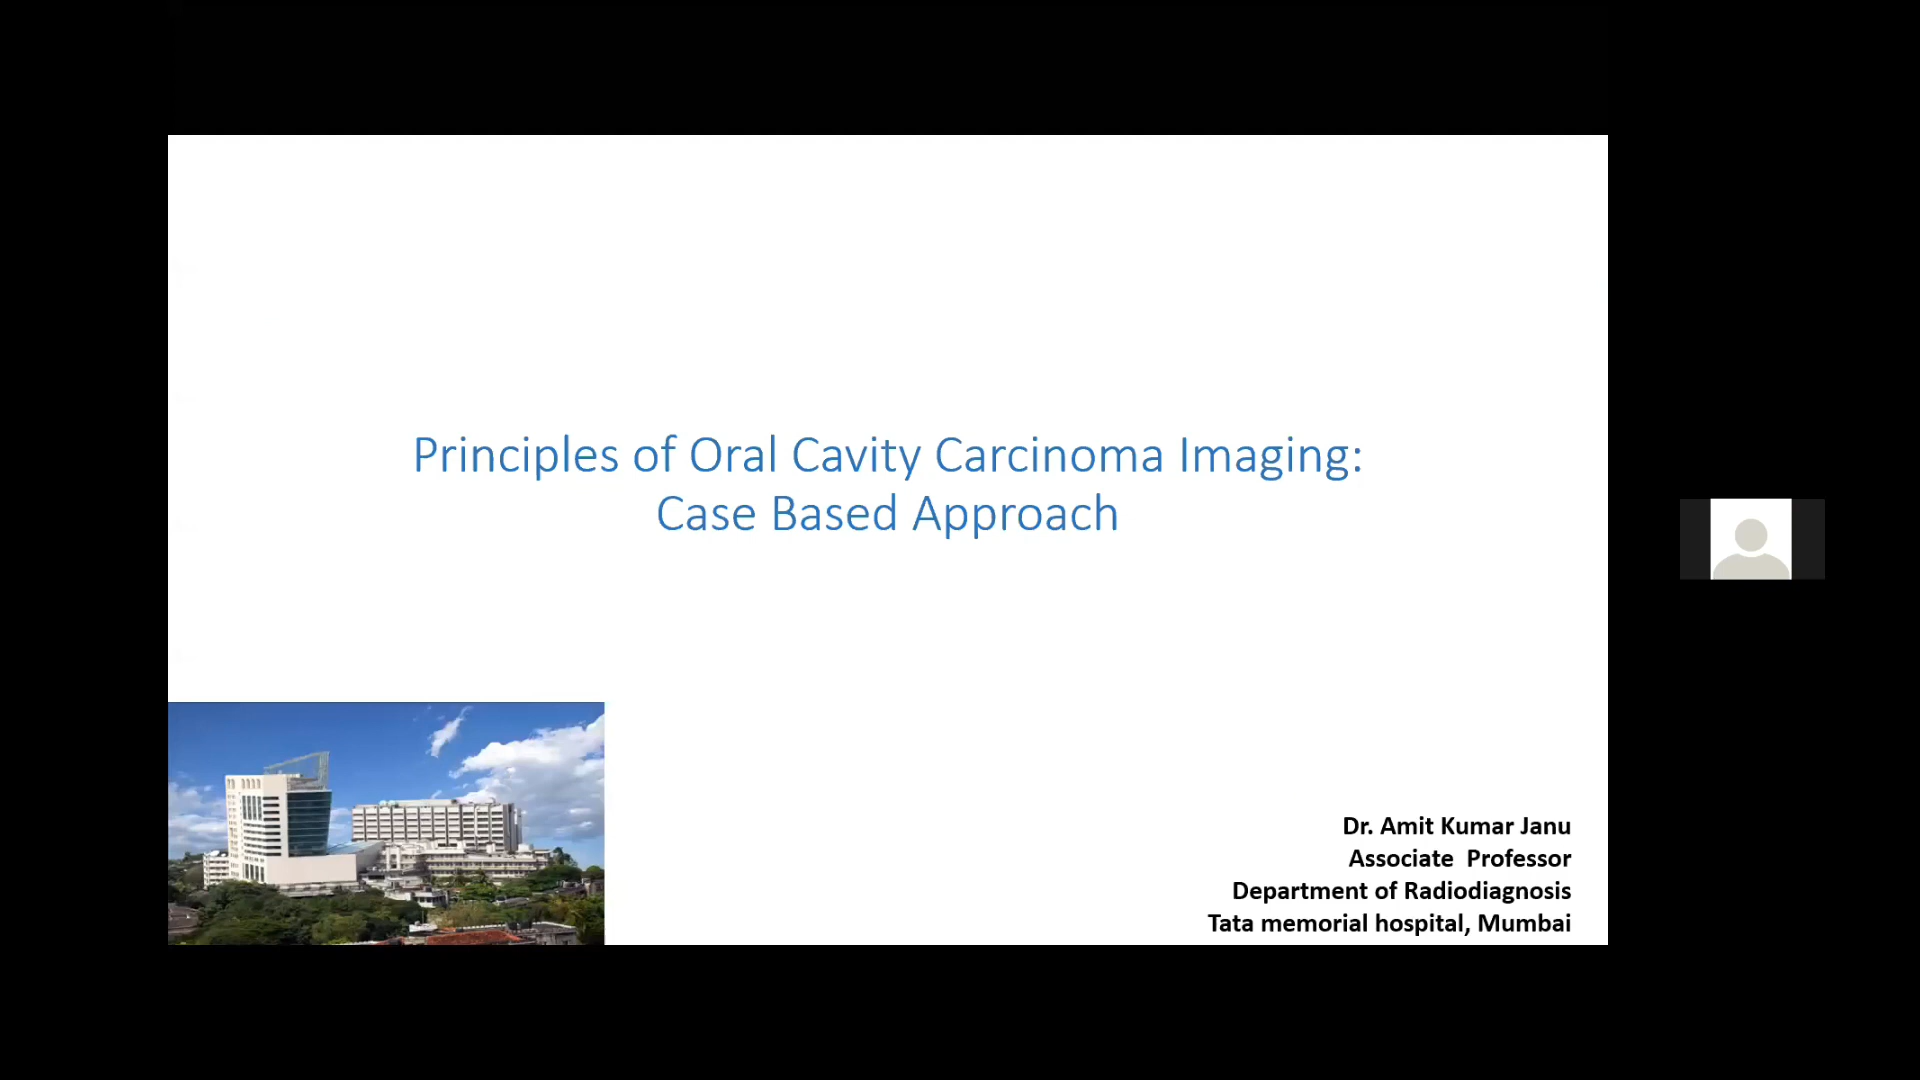 Principles of Oral Cavity Carcinoma Imaging:
Case Based Approach
Dr. Amit Kumar Janu
Associate Professor
Department of Radiodiagnosis
Tata memorial hospital, Mumbai